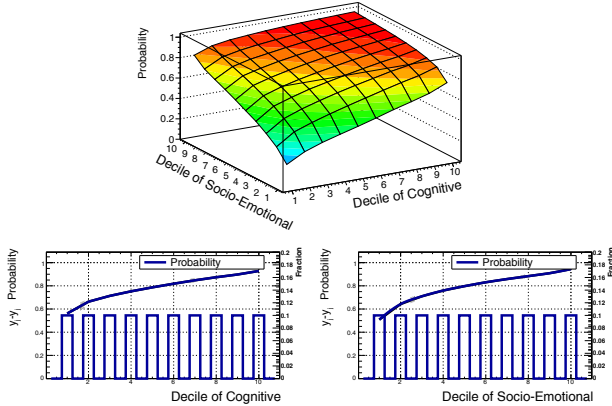 Probability
1
0.8
0.6
0.4
0.2
0
10 9 8 7 6 5 4 3 2 1
Decile of Socio-Emotional
1 2 3 4 5 6 7 8 9 10
Decile of Cognitive
y_i-y_j Probability
1
0.8
0.6
0.4
0.2
0
Probability
0.2
0.18
0.16
0.14
0.12
0.1
0.08
0.06
0.04
0.02
0
Fraction
2 4 6 8 10
Decile of Cognitive
y_i-y_j Probability
1
0.8
0.6
0.4
0.2
0
Probability
0.2
0.18
0.16
0.14
0.12
0.1
0.08
0.06
0.04
0.02
0
Fraction
2 4 6 8 10
Decile of Socio-Emotional